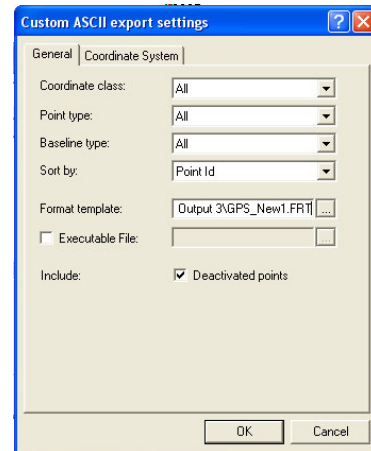 Custom ASCII export settings
General Coordinate System
Coordinate class: All
Point type: All
Baseline type: All
Sort by: Point Id
Format template: Output 3\GPS_New1.FRT ...
Executable File: ...
Include: Deactivated points
OK Cancel